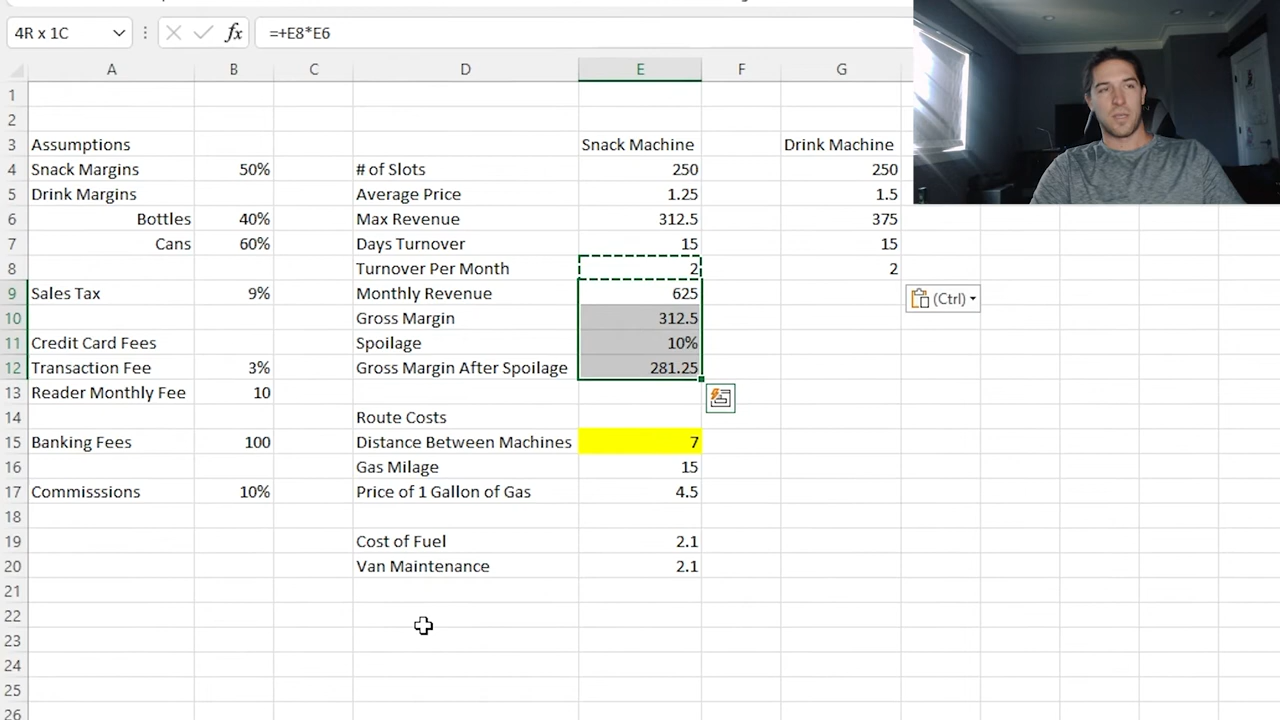 4R x 1C fx =+E8*E6
A B C D E F G
1
2
3 Assumptions Snack Machine Drink Machine
4 Snack Margins 50% # of Slots 250 250
5 Drink Margins Average Price 1.25 1.5
6 Bottles 40% Max Revenue 312.5 375
7 Cans 60% Days Turnover 15 15
8 Turnover Per Month 2 2
9 Sales Tax 9% Monthly Revenue 625 (Ctrl)
10 Gross Margin 312.5
11 Credit Card Fees Spoilage 10%
12 Transaction Fee 3% Gross Margin After Spoilage 281.25
13 Reader Monthly Fee 10
14 Route Costs
15 Banking Fees 100 Distance Between Machines 7
16 Gas Milage 15
17 Commisssions 10% Price of 1 Gallon of Gas 4.5
18
19 Cost of Fuel 2.1
20 Van Maintenance 2.1
21
22
23
24
25
26